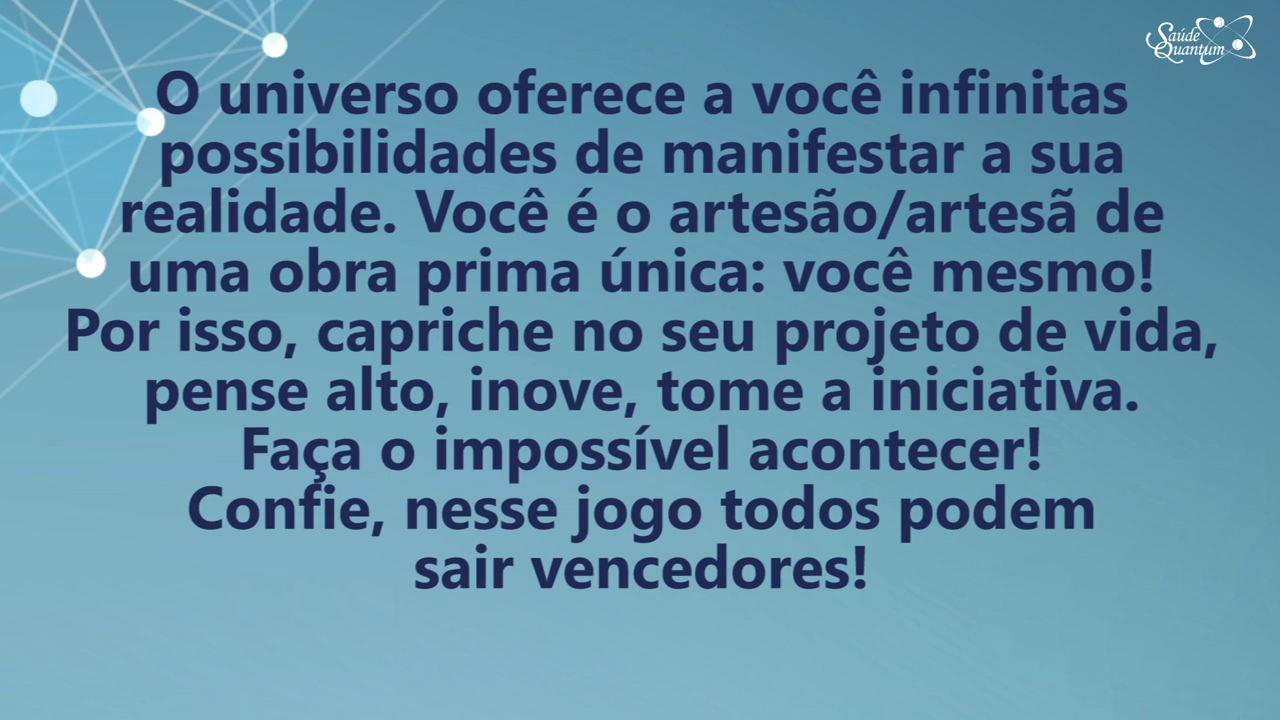 Saúde
Quantum
O universo oferece a você infinitas
possibilidades de manifestar a sua
realidade. Você é o artesão/artesã de
uma obra prima única: você mesmo!
Por isso, capriche no seu projeto de vida,
pense alto, inove, tome a iniciativa.
Faça o impossível acontecer!
Confie, nesse jogo todos podem
sair vencedores!